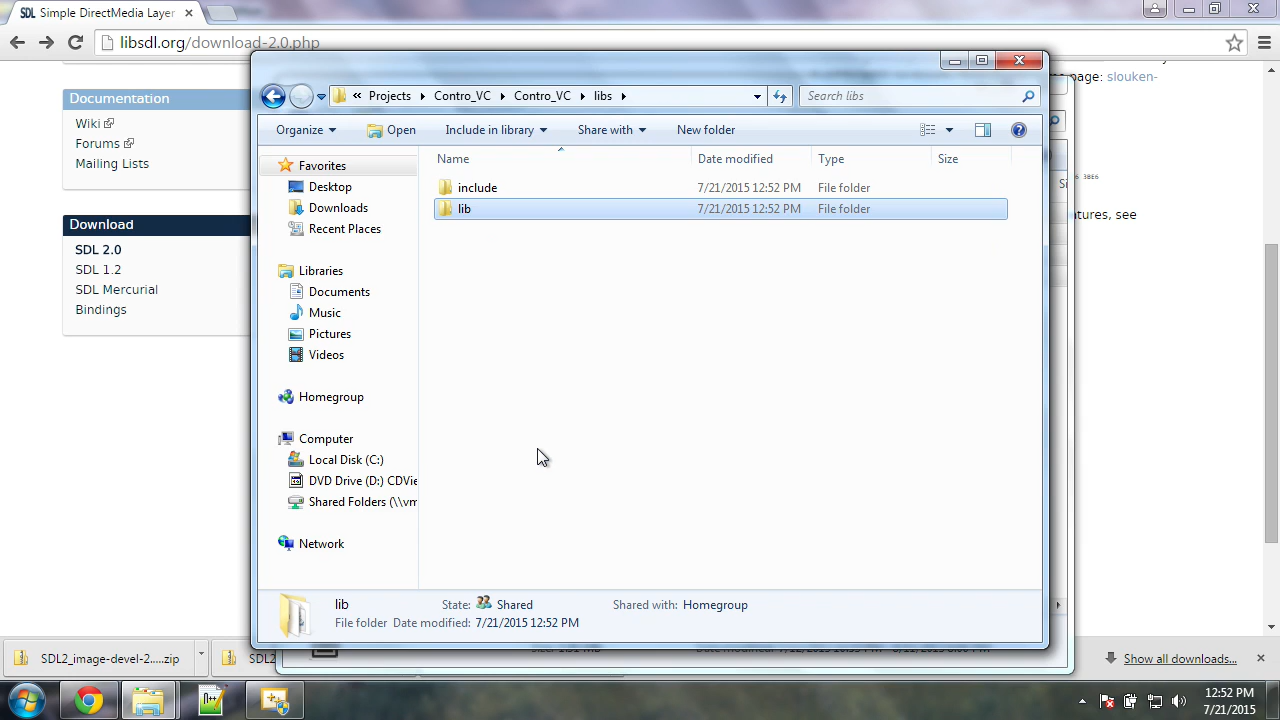 SDL Simple DirectMedia Layer
libsdl.org/download-2.0.php
Documentation
Wiki
Forums
Mailing Lists
Download
SDL 2.0
SDL 1.2
SDL Mercurial
Bindings
page: slouken-
atures, see
« Projects Contro_VC Contro_VC libs
Search libs
Organize Open Include in library Share with New folder
Name Date modified Type Size
include 7/21/2015 12:52 PM File folder
lib 7/21/2015 12:52 PM File folder
Favorites
Desktop
Downloads
Recent Places
Libraries
Documents
Music
Pictures
Videos
Homegroup
Computer
Local Disk (C:)
DVD Drive (D:) CDVie
Shared Folders (\\vm
Network
lib State: Shared Shared with: Homegroup
File folder Date modified: 7/21/2015 12:52 PM
SDL2_image-devel-2.....zip
SDL2
Show all downloads...
12:52 PM
7/21/2015